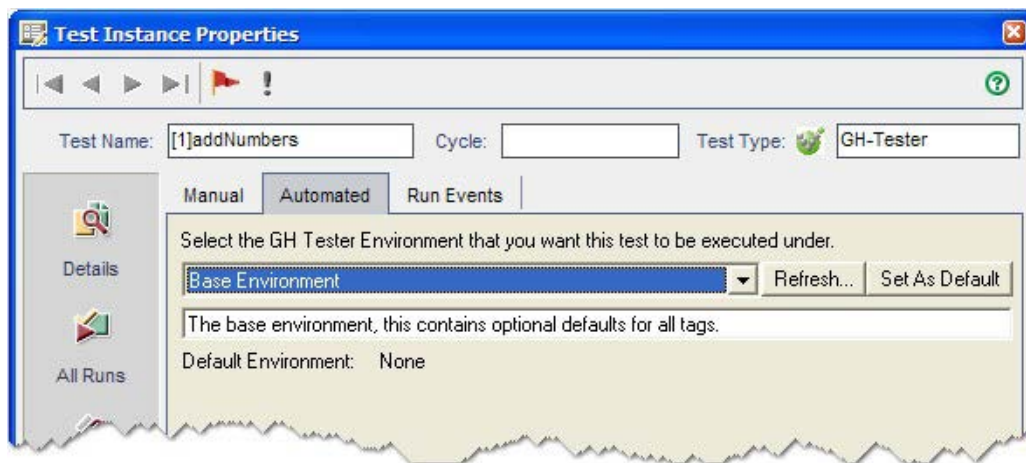 Test Instance Properties
Test Name: [1]addNumbers Cycle: Test Type: GH-Tester
Manual Automated Run Events
Details
Select the GH Tester Environment that you want this test to be executed under.
Base Environment Refresh... Set As Default
The base environment, this contains optional defaults for all tags.
Default Environment: None
All Runs